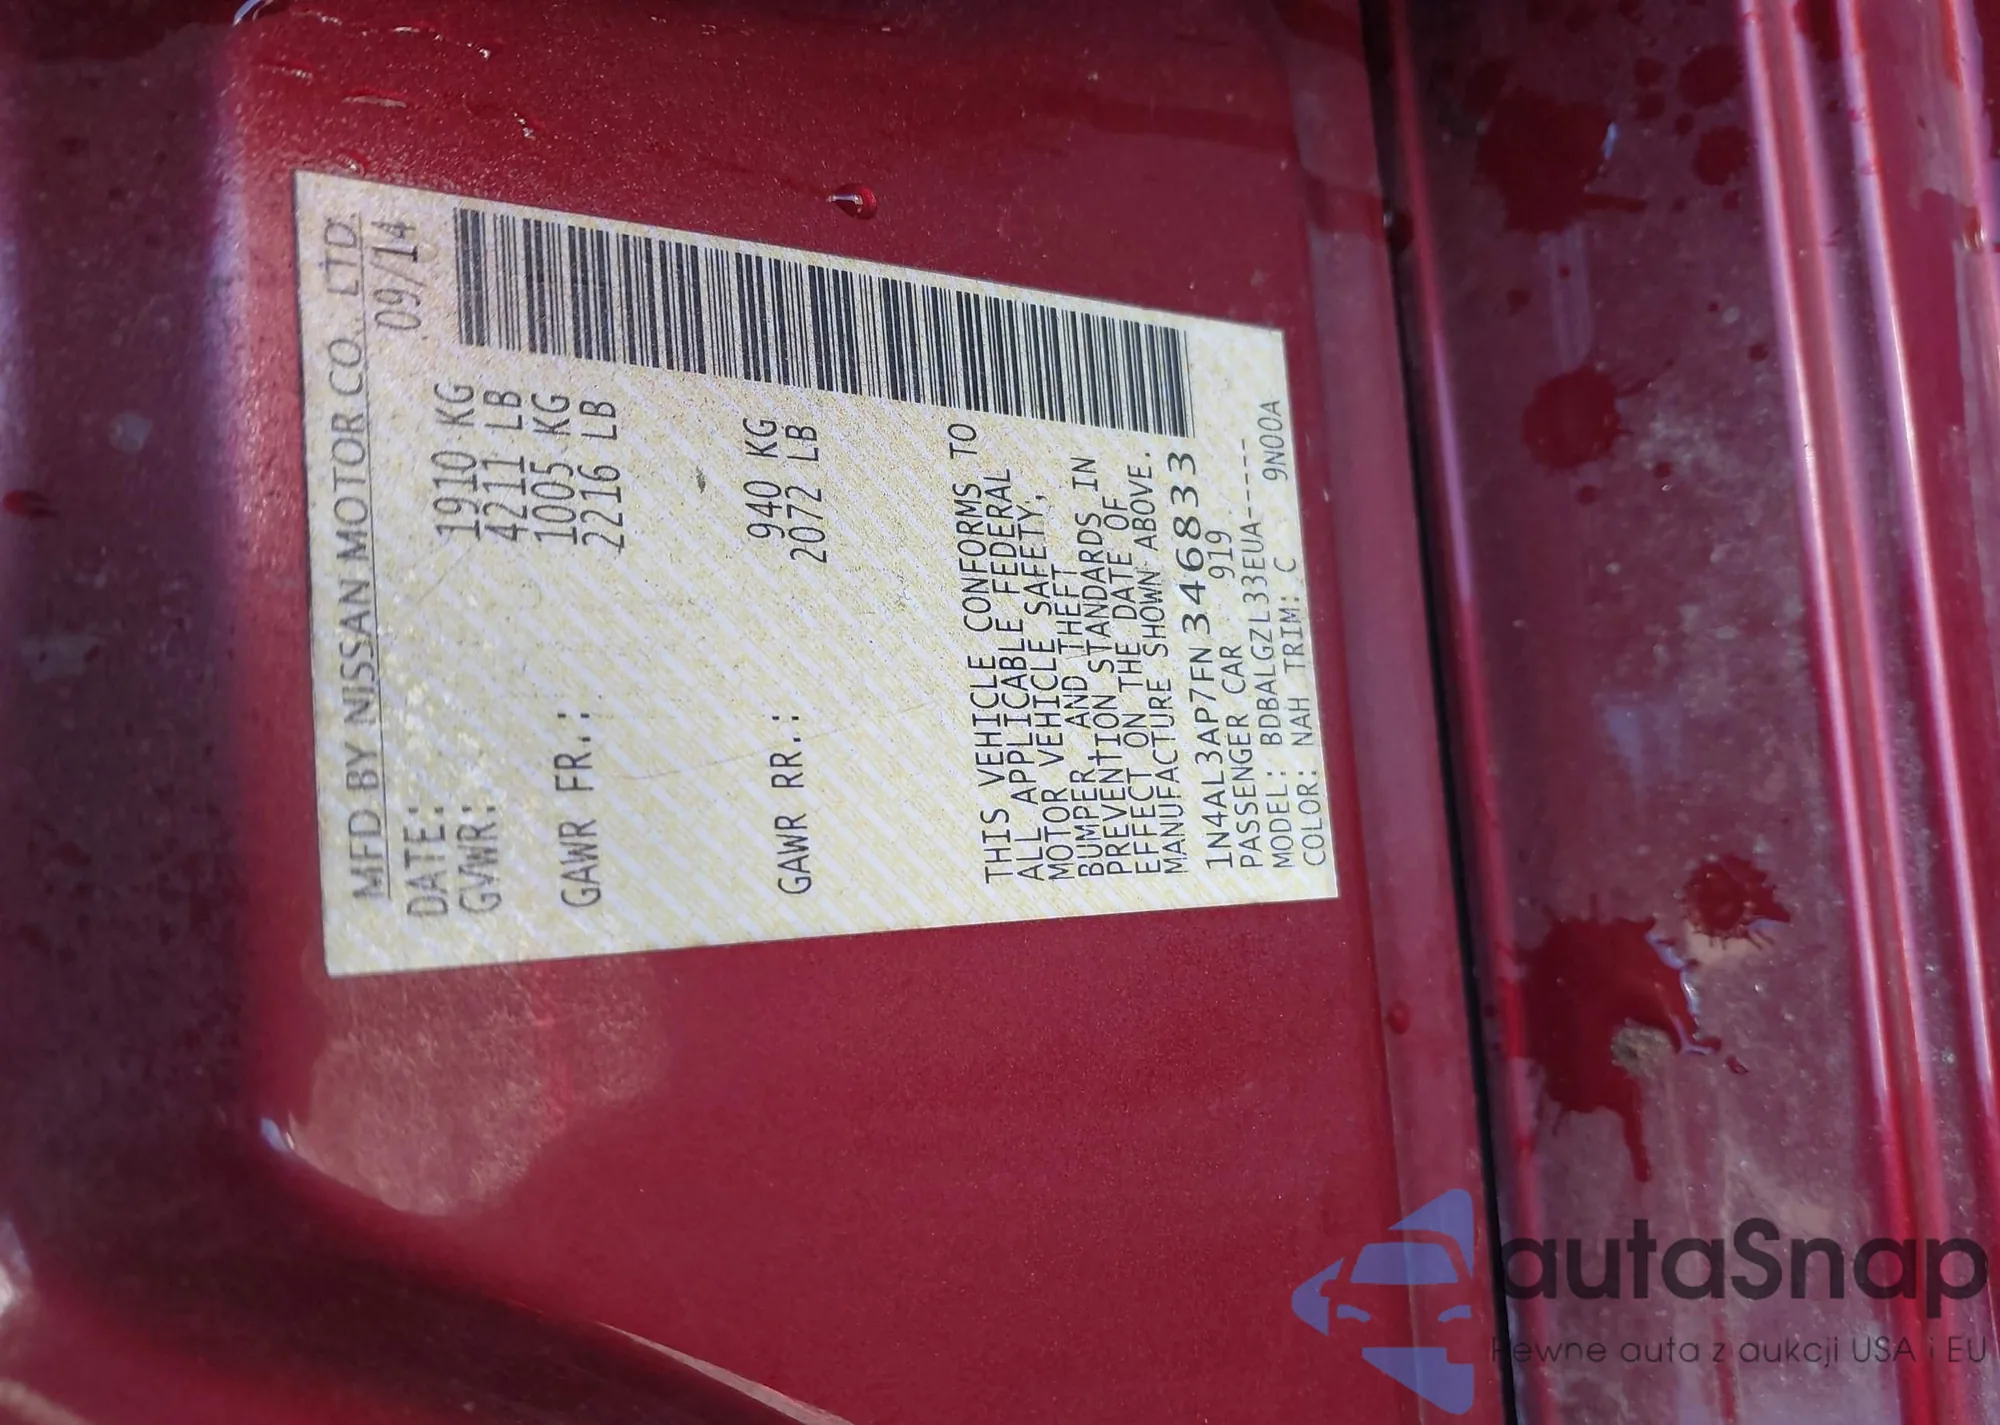 MFD BY NISSAN MOTOR CO., LTD.
DATE: 09/14
GVWR: 1910 KG
4211 LB
GAWR FR.: 1005 KG
2216 LB
GAWR RR.: 940 KG
2072 LB
THIS VEHICLE CONFORMS TO
ALL APPLICABLE FEDERAL
MOTOR VEHICLE SAFETY,
BUMPER AND THEFT
PREVENTION STANDARDS IN
EFFECT ON THE DATE OF
MANUFACTURE SHOWN ABOVE.
1N4AL3AP7FN346833
PASSENGER CAR 919
MODEL: BDBALGZL33EUA-----
COLOR: NAH TRIM: C 9N00A
autaSnap
Pewne auta z aukcji USA i EU